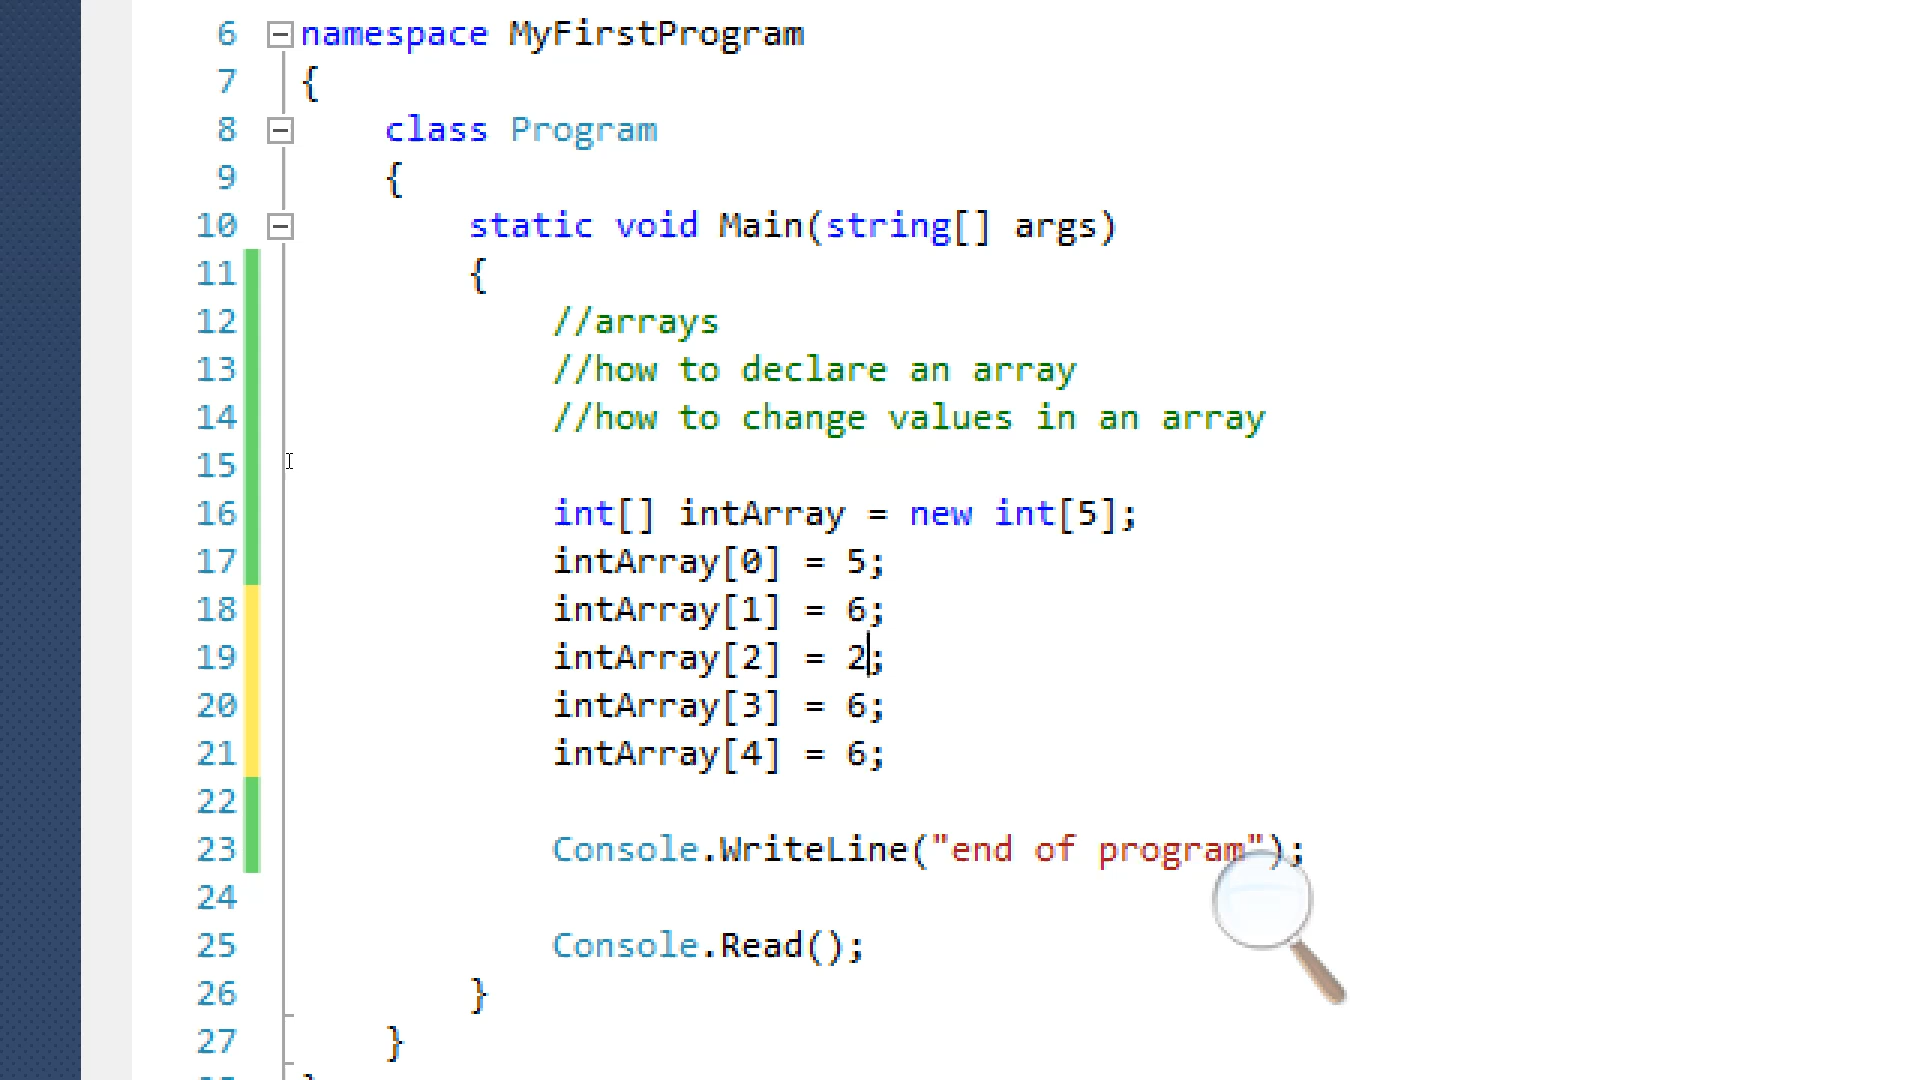 6 namespace MyFirstProgram
7 {
8 class Program
9 {
10 static void Main(string[] args)
11 {
12 //arrays
13 //how to declare an array
14 //how to change values in an array
15
16 int[] intArray = new int[5];
17 intArray[0] = 5;
18 intArray[1] = 6;
19 intArray[2] = 2;
20 intArray[3] = 6;
21 intArray[4] = 6;
22
23 Console.WriteLine("end of program");
24
25 Console.Read();
26 }
27 }